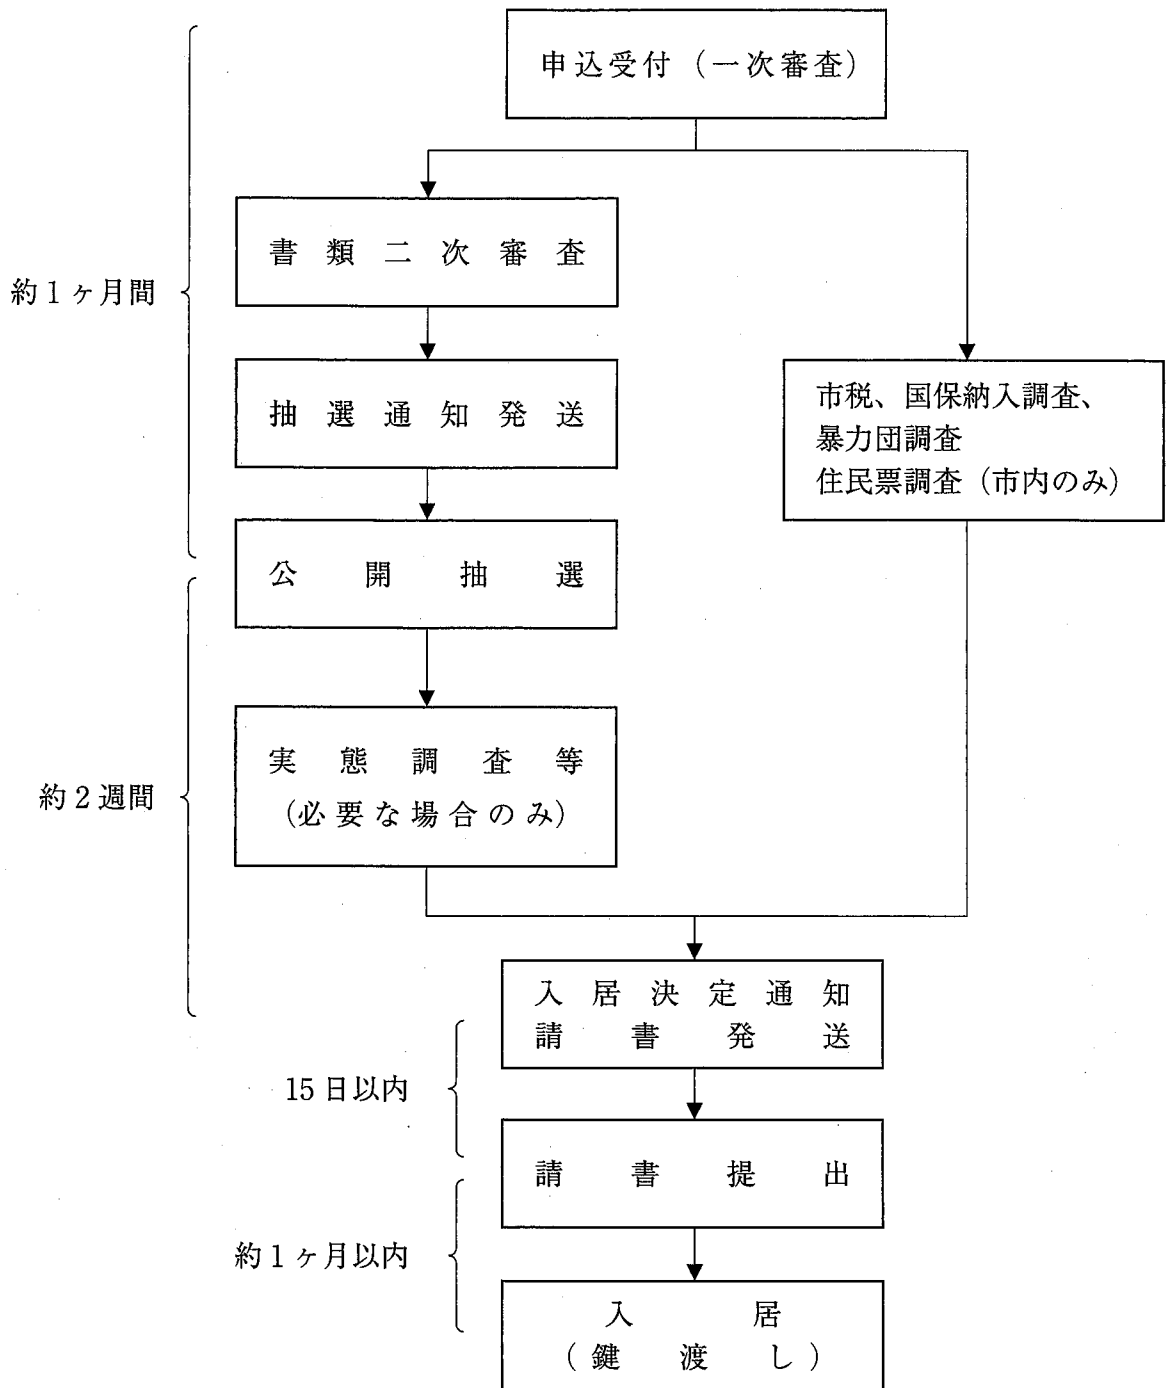 申込受付（一次審査）
書類二次審査
約1ヶ月間
抽選通知発送
市税、国保納入調査、
暴力団調査
住民票調査（市内のみ）
公開抽選
実態調査等
（必要な場合のみ）
約2週間
入居決定通知
請書発送
15日以内
請書提出
約1ヶ月以内
入居
（鍵渡し）